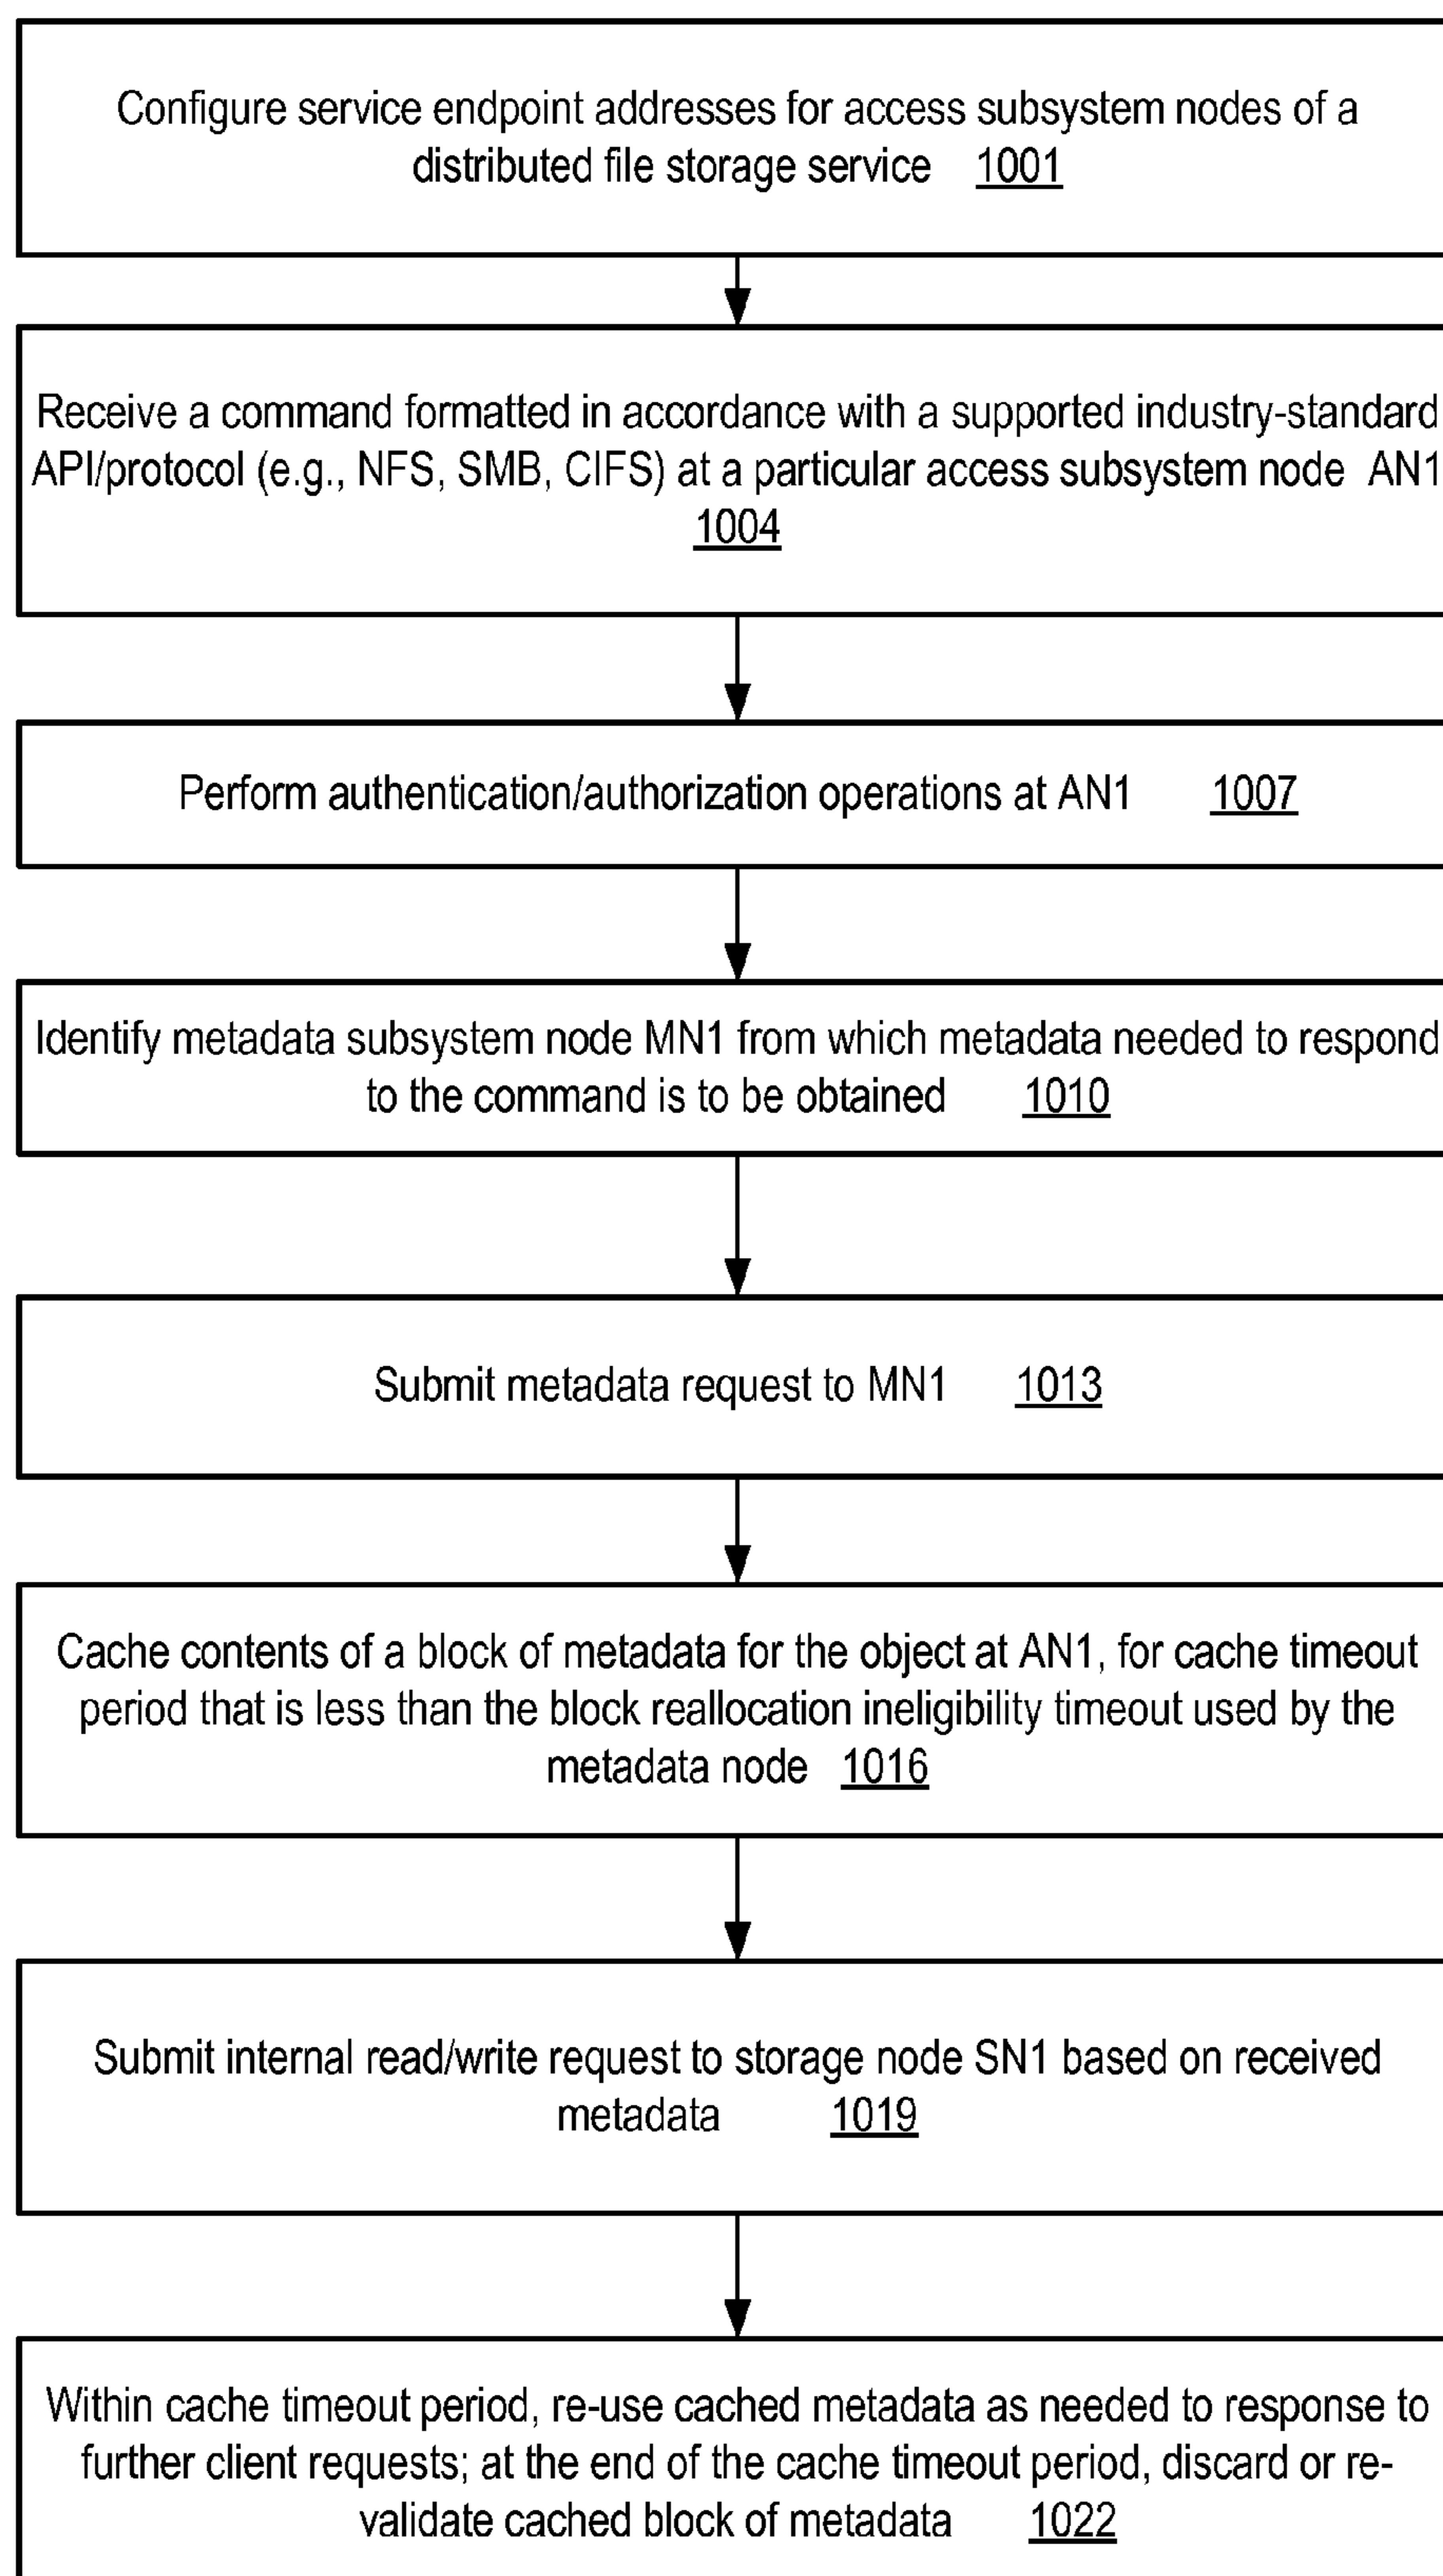 Configure service endpoint addresses for access subsystem nodes of a
distributed file storage service 1001
Receive a command formatted in accordance with a supported industry-standard
API/protocol (e.g., NFS, SMB, CIFS) at a particular access subsystem node AN1
1004
Perform authentication/authorization operations at AN1 1007
Identify metadata subsystem node MN1 from which metadata needed to respond
to the command is to be obtained 1010
Submit metadata request to MN1 1013
Cache contents of a block of metadata for the object at AN1, for cache timeout
period that is less than the block reallocation ineligibility timeout used by the
metadata node 1016
Submit internal read/write request to storage node SN1 based on received
metadata 1019
Within cache timeout period, re-use cached metadata as needed to response to
further client requests; at the end of the cache timeout period, discard or re-
validate cached block of metadata 1022